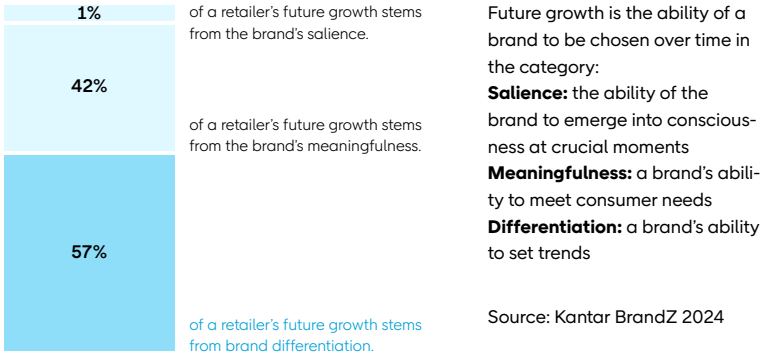 1%
of a retailer's future growth stems
from the brand's salience.
42%
of a retailer's future growth stems
from the brand's meaningfulness.
57%
of a retailer's future growth stems
from brand differentiation.
Future growth is the ability of a
brand to be chosen over time in
the category:
Salience: the ability of the
brand to emerge into conscious-
ness at crucial moments
Meaningfulness: a brand's abili-
ty to meet consumer needs
Differentiation: a brand's ability
to set trends
Source: Kantar BrandZ 2024